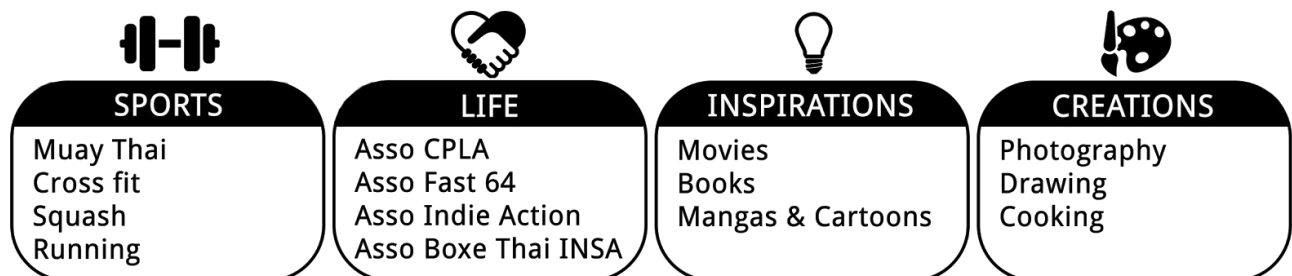 SPORTS
Muay Thai
Cross fit
Squash
Running
LIFE
Asso CPLA
Asso Fast 64
Asso Indie Action
Asso Boxe Thai INSA
INSPIRATIONS
Movies
Books
Mangas & Cartoons
CREATIONS
Photography
Drawing
Cooking